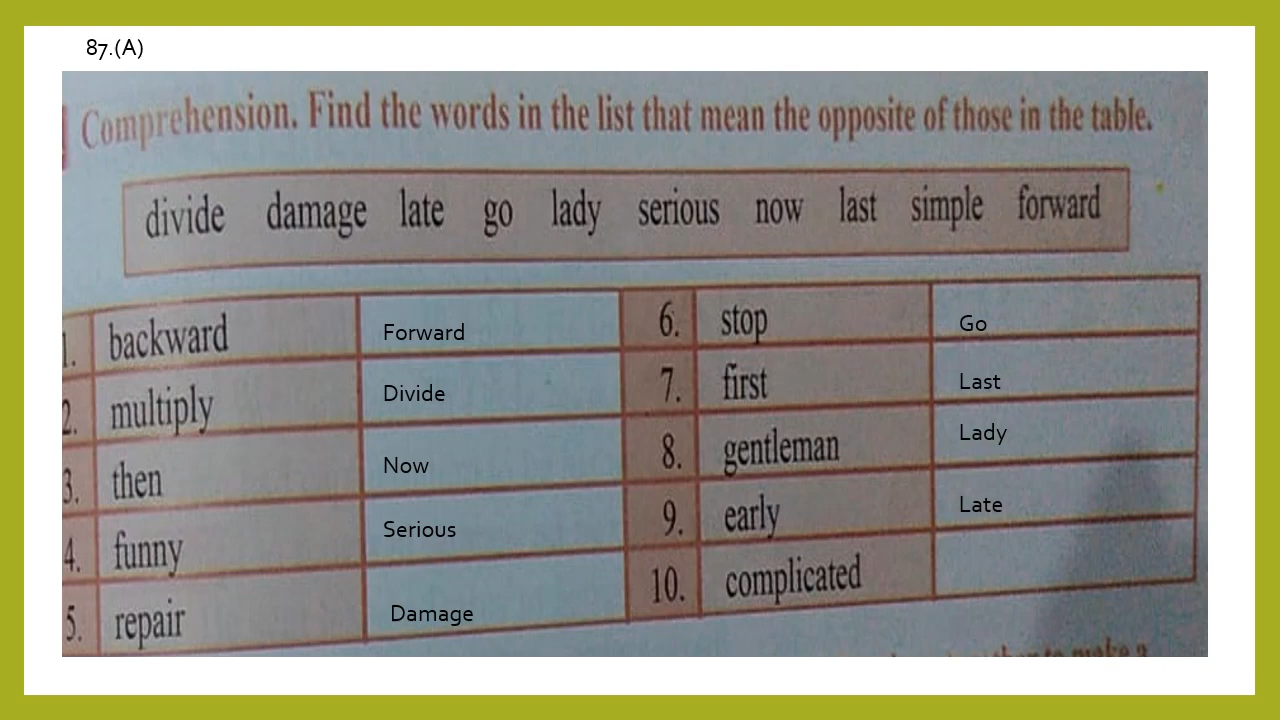 87.(A)
Comprehension. Find the words in the list that mean the opposite of those in the table.
divide damage late go lady serious now last simple forward
1. backward Forward 6. stop Go
2. multiply Divide 7. first Last
3. then Now 8. gentleman Lady
4. funny Serious 9. early Late
5. repair Damage 10. complicated
to make a